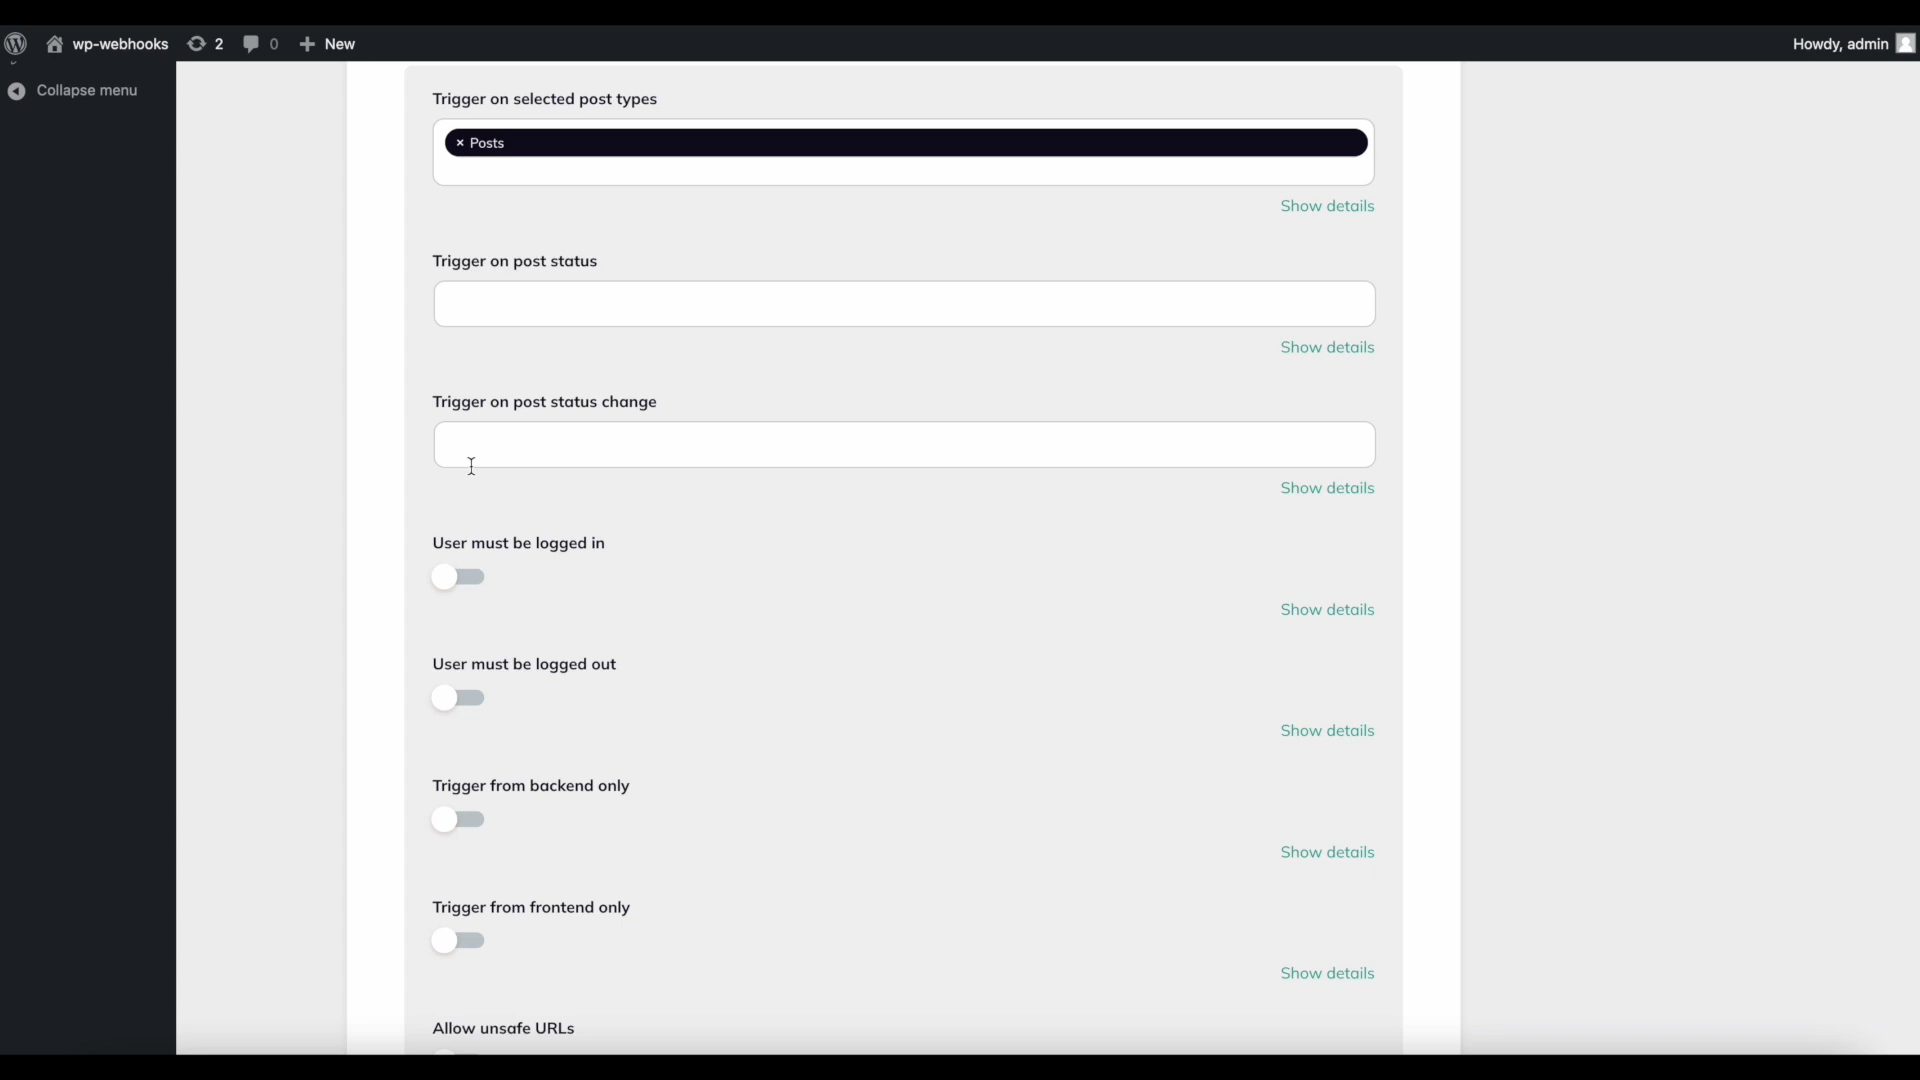 wp-webhooks 2 0 + New Howdy, admin
Collapse menu
Trigger on selected post types
× Posts
Show details
Trigger on post status
Show details
Trigger on post status change
Show details
User must be logged in
Show details
User must be logged out
Show details
Trigger from backend only
Show details
Trigger from frontend only
Show details
Allow unsafe URLs